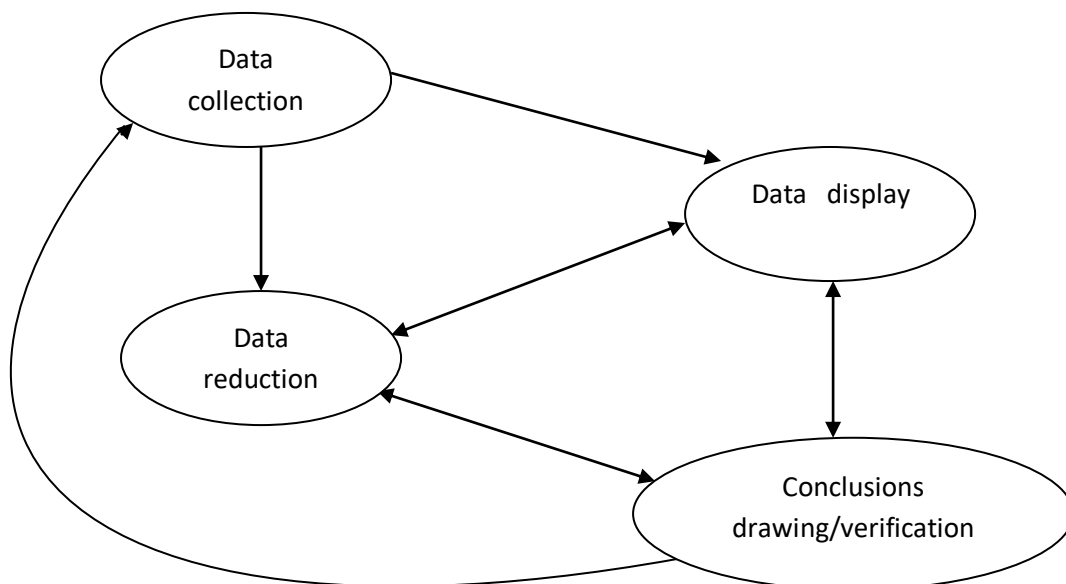 Data
collection
Data   display
Data
reduction
Conclusions
drawing/verification